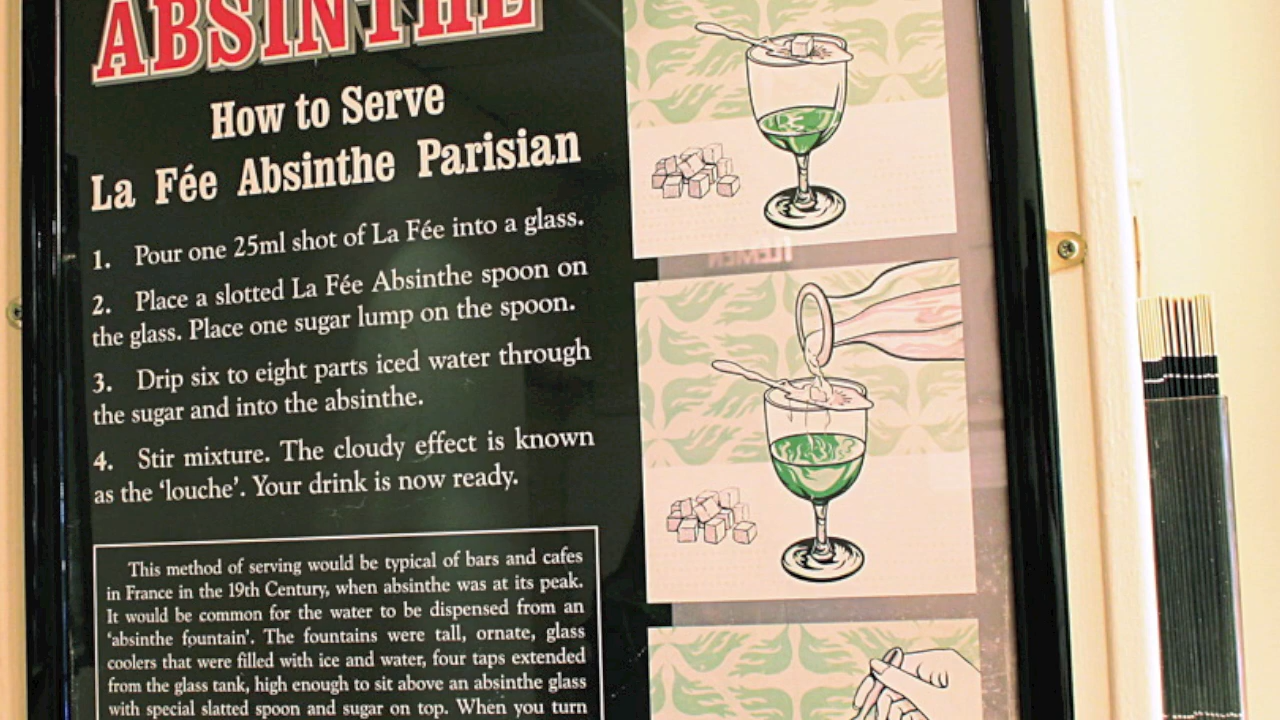 ABSINTHE
How to Serve
La Fée Absinthe Parisian
1. Pour one 25ml shot of La Fée into a glass.
2. Place a slotted La Fée Absinthe spoon on
the glass. Place one sugar lump on the spoon.
3. Drip six to eight parts iced water through
the sugar and into the absinthe.
4. Stir mixture. The cloudy effect is known
as the ‘louche’. Your drink is now ready.
This method of serving would be typical of bars and cafes
in France in the 19th Century, when absinthe was at its peak.
It would be common for the water to be dispensed from an
‘absinthe fountain’. The fountains were tall, ornate, glass
coolers that were filled with ice and water, four taps extended
from the glass tank, high enough to sit above an absinthe glass
with special slatted spoon and sugar on top. When you turn